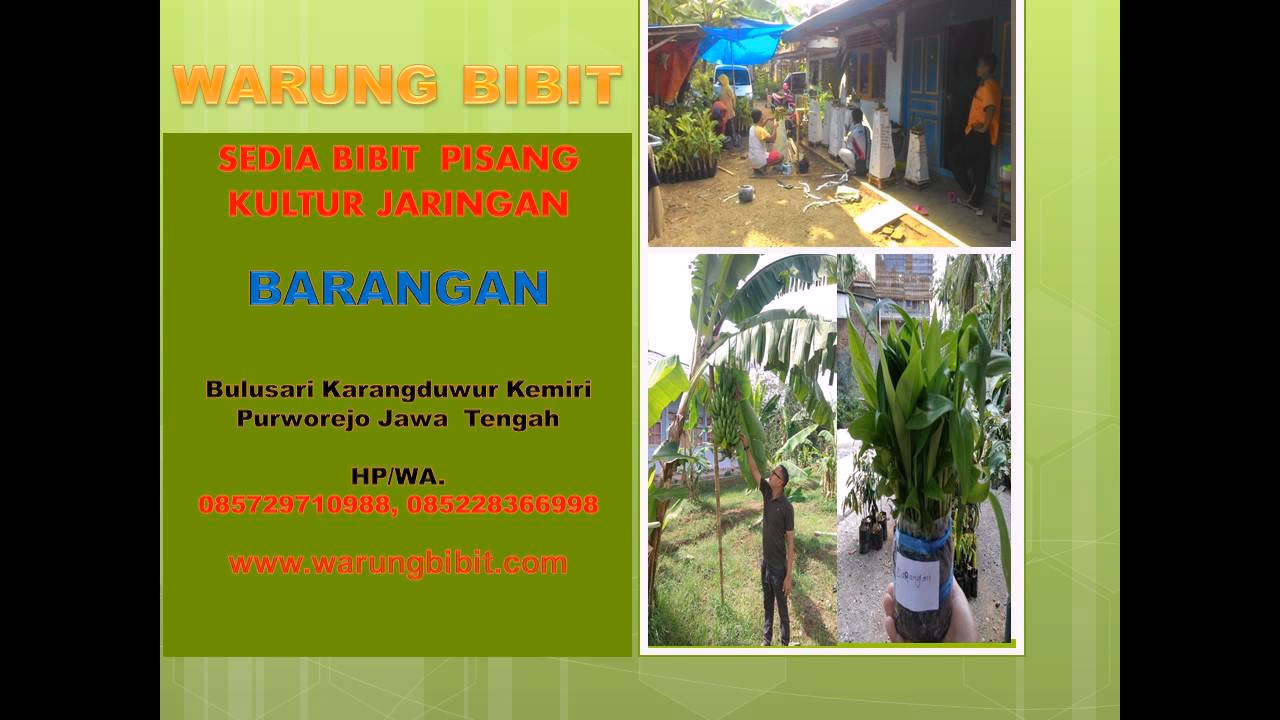 WARUNG BIBIT
SEDIA BIBIT PISANG
KULTUR JARINGAN
BARANGAN
Bulusari Karangduwur Kemiri
Purworejo Jawa Tengah
HP/WA.
085729710988, 085228366998
www.warungbibit.com
Barangan